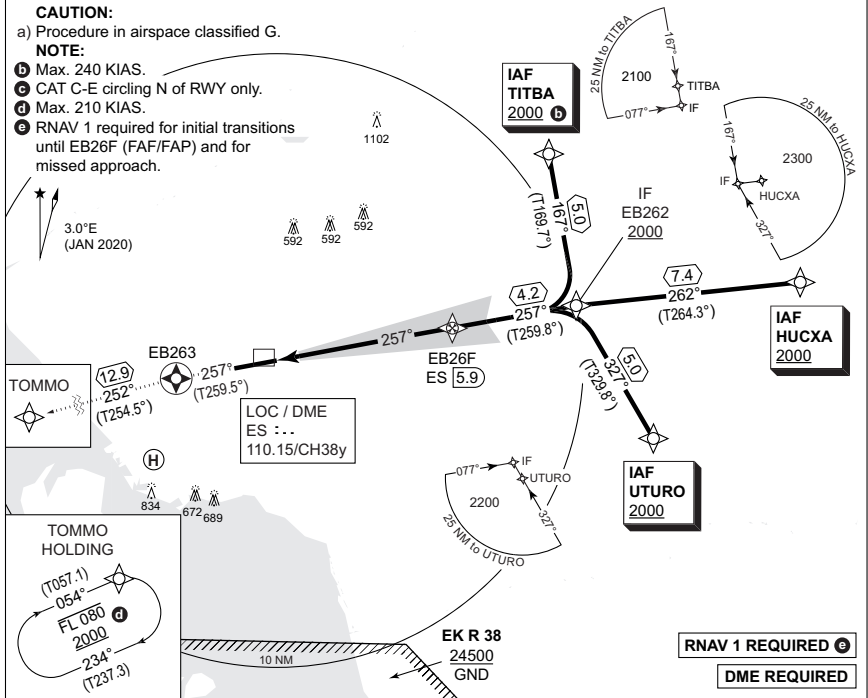 CAUTION:
a) Procedure in airspace classified G.
NOTE:
b Max. 240 KIAS.
c CAT C-E circling N of RWY only.
d Max. 210 KIAS.
e RNAV 1 required for initial transitions
until EB26F (FAF/FAP) and for
missed approach.
3.0°E
(JAN 2020)
1102
592
592
592
IAF
TITBA
2000 b
25 NM to TITBA
167°
2100
TITBA
077°
IF
25 NM to HUCXA
167°
2300
IF
HUCXA
327°
5.0
167°
(T169.7°)
IF
EB262
2000
7.4
262°
(T264.3°)
IAF
HUCXA
2000
4.2
257°
(T259.8°)
257°
EB26F
ES 5.9
5.0
327°
(T329.8°)
IAF
UTURO
2000
EB263
257°
(T259.5°)
12.9
252°
(T254.5°)
TOMMO
LOC / DME
ES :..
110.15/CH38y
H
834
672
689
077°
IF
UTURO
2200
327°
25 NM to UTURO
TOMMO
HOLDING
(T057.1)
054°
FL 080 d
2000
234°
(T237.3)
10 NM
EK R 38
24500
GND
RNAV 1 REQUIRED e
DME REQUIRED